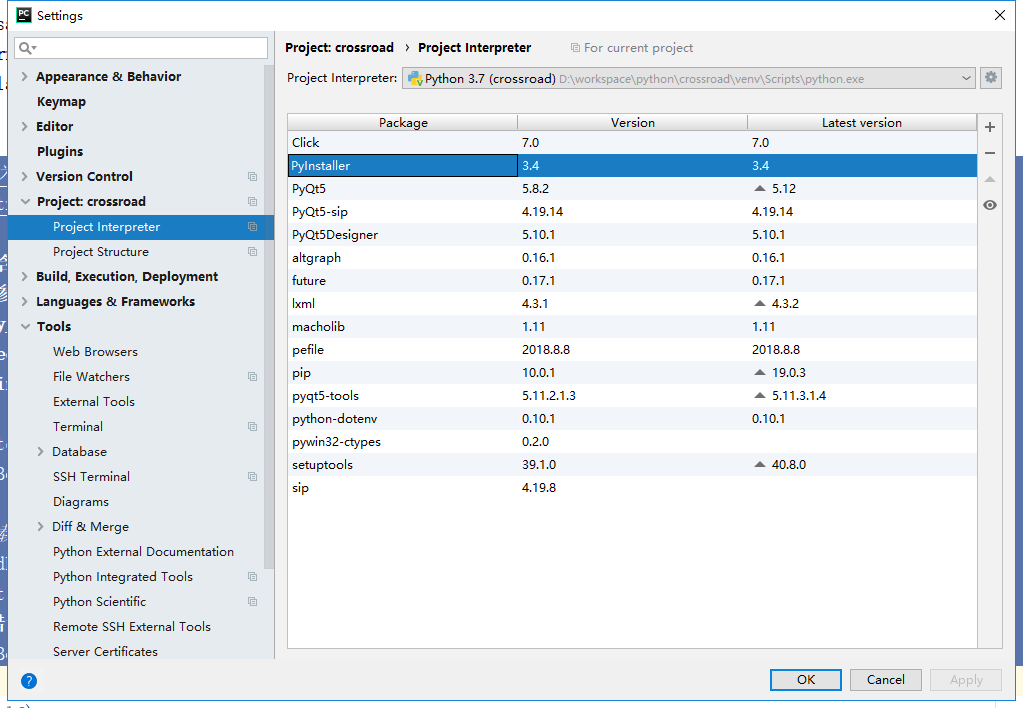 PC Settings
Project: crossroad › Project Interpreter For current project
Project Interpreter: Python 3.7 (crossroad) D:\workspace\python\crossroad\venv\Scripts\python.exe
Appearance & Behavior
Keymap
Editor
Plugins
Version Control
Project: crossroad
Project Interpreter
Project Structure
Build, Execution, Deployment
Languages & Frameworks
Tools
Web Browsers
File Watchers
External Tools
Terminal
Database
SSH Terminal
Diagrams
Diff & Merge
Python External Documentation
Python Integrated Tools
Python Scientific
Remote SSH External Tools
Server Certificates
Package Version Latest version
Click 7.0 7.0
PyInstaller 3.4 3.4
PyQt5 5.8.2 5.12
PyQt5-sip 4.19.14 4.19.14
PyQt5Designer 5.10.1 5.10.1
altgraph 0.16.1 0.16.1
future 0.17.1 0.17.1
lxml 4.3.1 4.3.2
macholib 1.11 1.11
pefile 2018.8.8 2018.8.8
pip 10.0.1 19.0.3
pyqt5-tools 5.11.2.1.3 5.11.3.1.4
python-dotenv 0.10.1 0.10.1
pywin32-ctypes 0.2.0
setuptools 39.1.0 40.8.0
sip 4.19.8
? OK Cancel Apply